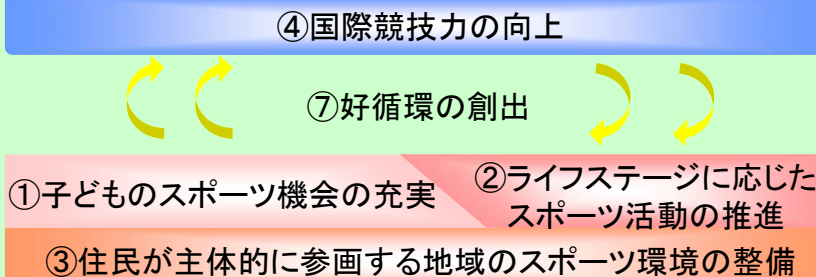 ④国際競技力の向上
⑦好循環の創出
①子どものスポーツ機会の充実
②ライフステージに応じた
スポーツ活動の推進
③住民が主体的に参画する地域のスポーツ環境の整備